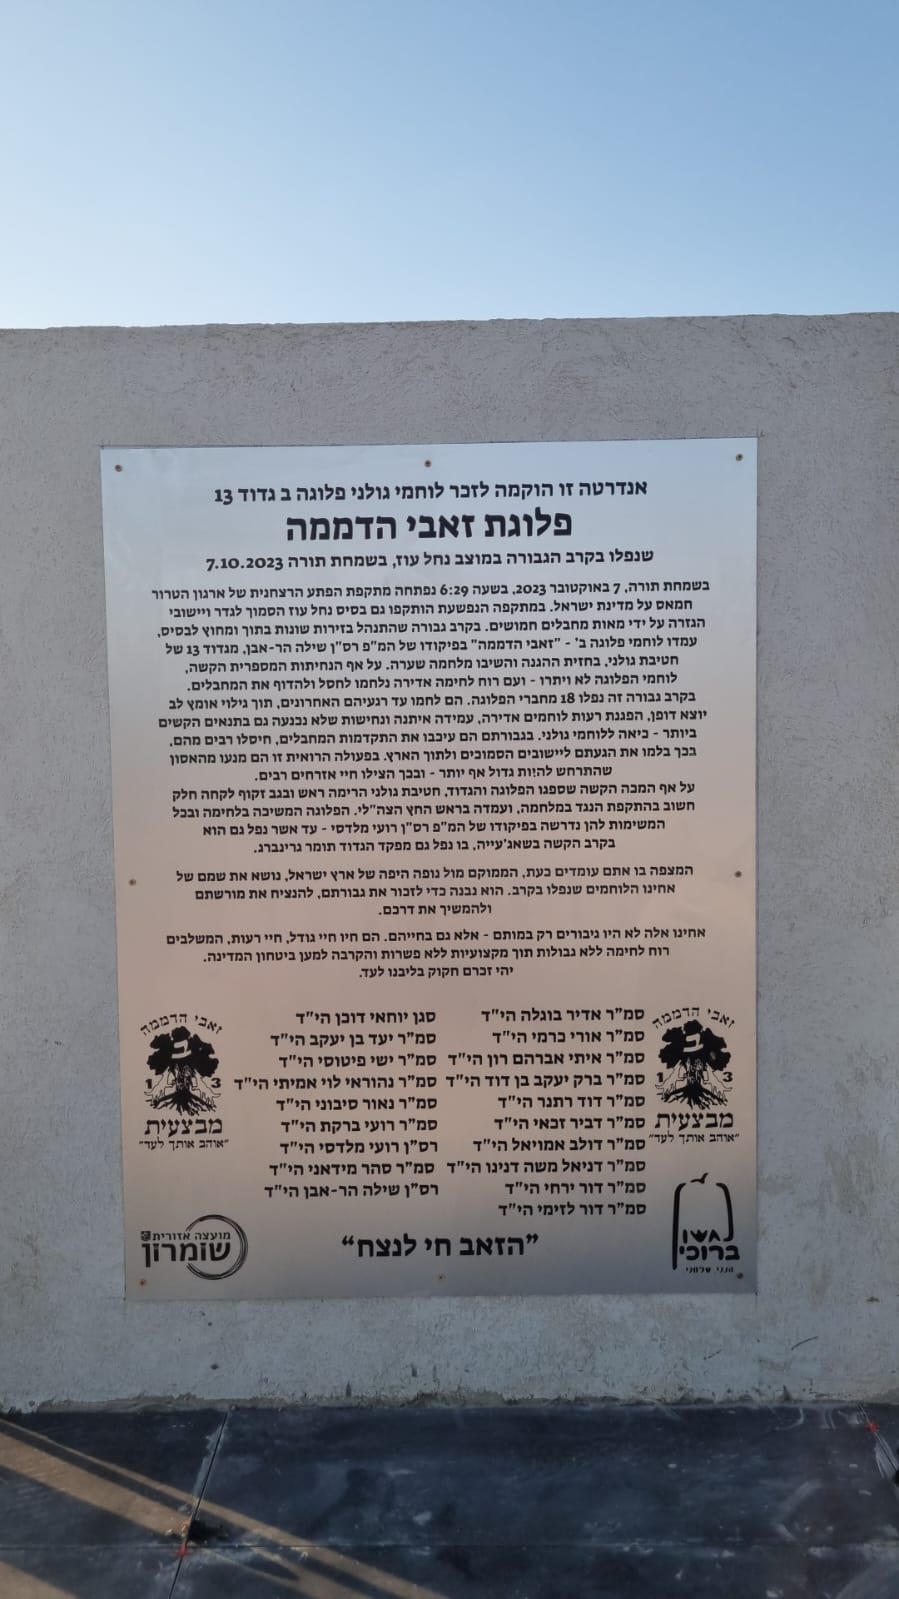 אנדרטה זו הוקמה לזכר לוחמי גולני פלוגה ב גדוד 13
פלוגת זאבי הדממה
שנפלו בקרב הגבורה במוצב נחל עוז, בשמחת תורה 7.10.2023
בשמחת תורה, 7 באוקטובר 2023, בשעה 6:29 נפתחה מתקפת הפתע הרצחנית של ארגון הטרור
חמאס על מדינת ישראל. במתקפה הנפשעת הותקפו גם בסיס נחל עוז הסמוך לגדר ויישובי
הגזרה על ידי מאות מחבלים חמושים. בקרב גבורה שהתנהל בזירות שונות בתוך ומחוץ לבסיס,
עמדו לוחמי פלוגה ב' - "זאבי הדממה" בפיקודו של המ"פ רס"ן שילה הר-אבן, מגדוד 13 של
חטיבת גולני, בחזית ההגנה והשיבו מלחמה שערה. על אף הנחיתות המספרית הקשה,
לוחמי הפלוגה לא ויתרו - ועם רוח לחימה אדירה נלחמו לחסל ולהדוף את המחבלים.
בקרב גבורה זה נפלו 18 מחברי הפלוגה. הם לחמו עד רגעיהם האחרונים, תוך גילוי אומץ לב
יוצא דופן, הפגנת רעות לוחמים אדירה, עמידה איתנה ונחישות שלא נכנעה גם בתנאים הקשים
ביותר - כיאה ללוחמי גולני. בגבורתם הם עיכבו את התקדמות המחבלים, חיסלו רבים מהם,
בכך בלמו את הגעתם ליישובים הסמוכים ולתוך הארץ. בפעולה הרואית זו הם מנעו מהאסון
שהתרחש להיות גדול אף יותר - ובכך הצילו חיי אזרחים רבים.
על אף המכה הקשה שספגו הפלוגה והגדוד, חטיבת גולני הרימה ראש ובגב זקוף לקחה חלק
חשוב בהתקפת הנגד במלחמה, ועמדה בראש החץ הצה"לי. הפלוגה המשיכה בלחימה ובכל
המשימות להן נדרשה בפיקודו של המ"פ רס"ן רועי מלדסי - עד אשר נפל גם הוא
בקרב הקשה בשאג'עייה, בו נפל גם מפקד הגדוד תומר גרינברג.
המצפה בו אתם עומדים כעת, הממוקם מול נופה היפה של ארץ ישראל, נושא את שמם של
אחינו הלוחמים שנפלו בקרב. הוא נבנה כדי לזכור את גבורתם, להנציח את מורשתם
ולהמשיך את דרכם.
אחינו אלה לא היו גיבורים רק במותם - אלא גם בחייהם. הם חיו חיי גודל, חיי רעות, המשלבים
רוח לחימה ללא גבולות תוך מקצועיות ללא פשרות והקרבה למען ביטחון המדינה.
יהי זכרם חקוק בליבנו לעד.
סמ"ר אדיר בוגלה הי"ד
סמ"ר אורי כרמי הי"ד
סמ"ר איתי אברהם רון הי"ד
סמ"ר ברק יעקב בן דוד הי"ד
סמ"ר דוד רתנר הי"ד
סמ"ר דביר זכאי הי"ד
סמ"ר דולב אמויאל הי"ד
סמ"ר דניאל משה דנינו הי"ד
סמ"ר דור ירחי הי"ד
סמ"ר דור לזימי הי"ד
סגן יוחאי דוכן הי"ד
סמ"ר יעד בן יעקב הי"ד
סמ"ר ישי פיטוסי הי"ד
סמ"ר נהוראי לוי אמיתי הי"ד
סמ"ר נאור סיבוני הי"ד
סמ"ר רועי ברקת הי"ד
רס"ן רועי מלדסי הי"ד
סמ"ר סהר מידאני הי"ד
רס"ן שילה הר-אבן הי"ד
זאבי הדממה
ב
1 3
מבצעית
"אוהב אותך לעד"
זאבי הדממה
ב
1 3
מבצעית
"אוהב אותך לעד"
"הזאב חי לנצח"
מועצה אזורית
שומרון
ברוכין
הנני שלחני